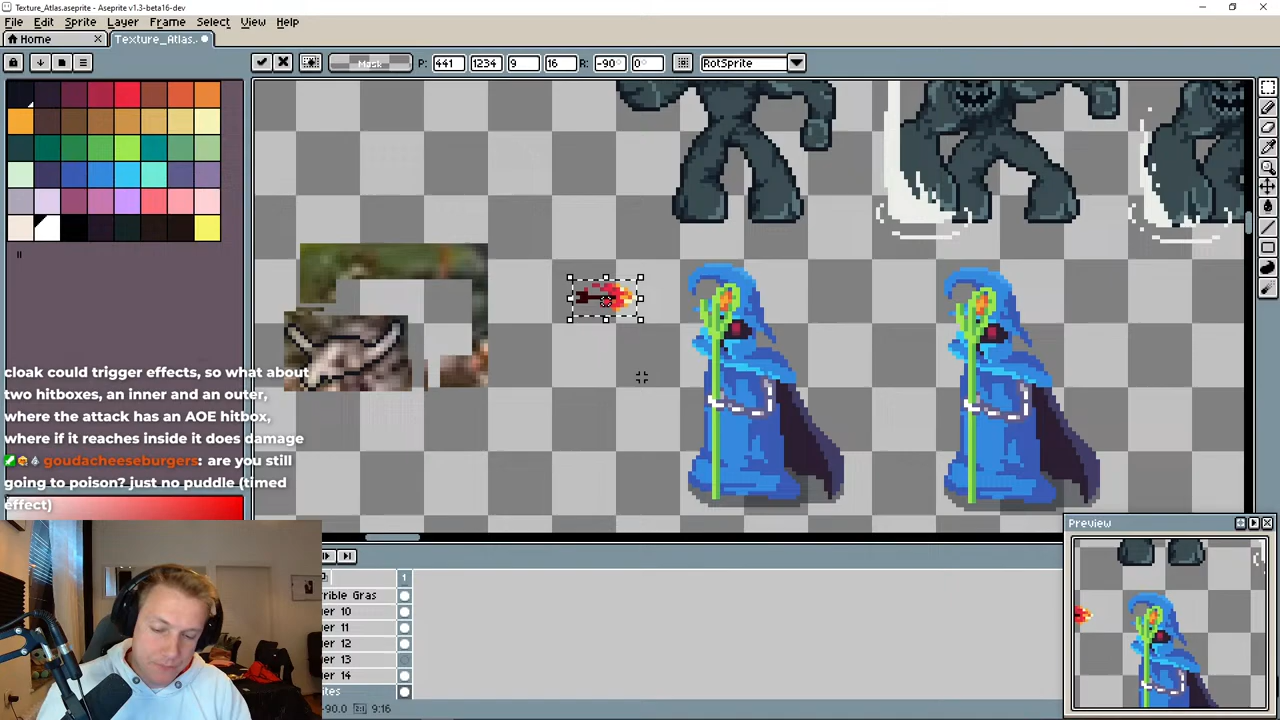 Texture_Atlas.aseprite - Aseprite v1.3-beta16-dev
File Edit Sprite Layer Frame Select View Help
Home Texture_Atlas.
Mask P: 441 1234 9 16 R: -90° 0° RotSprite
cloak could trigger effects, so what about
two hitboxes, an inner and an outer,
where the attack has an AOE hitbox,
where if it reaches inside it does damage
goudacheeseburgers: are you still
going to poison? just no puddle (timed
effect)
Preview
1
rible Gras
er 10
er 11
er 12
er 13
er 14
ites
-90.0 9:16